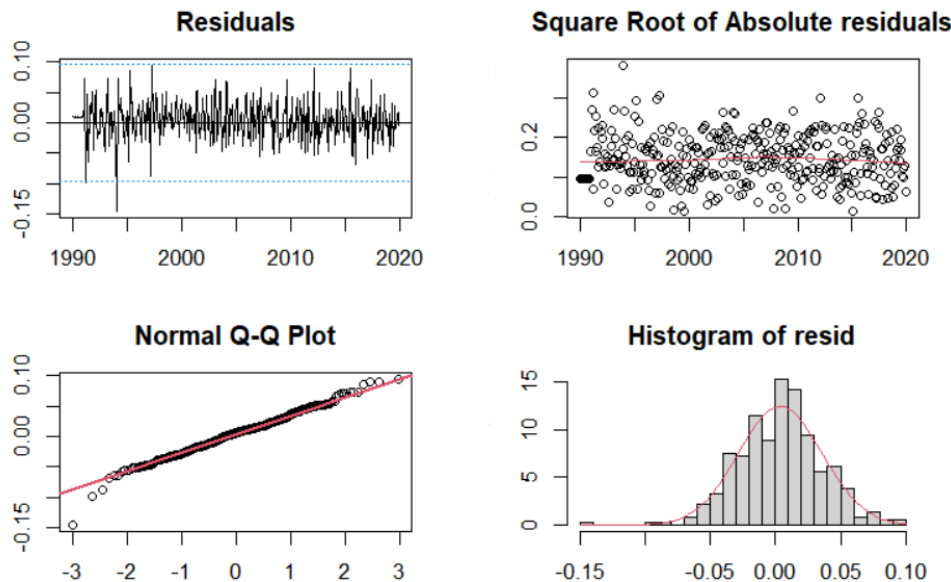 Residuals
0.10
0.00
-0.15
1990 2000 2010 2020
Square Root of Absolute residuals
0.2
0.0
1990 2000 2010 2020
Normal Q-Q Plot
0.10
0.00
-0.15
-3 -2 -1 0 1 2 3
Histogram of resid
15
10
5
0
-0.15 -0.05 0.00 0.05 0.10